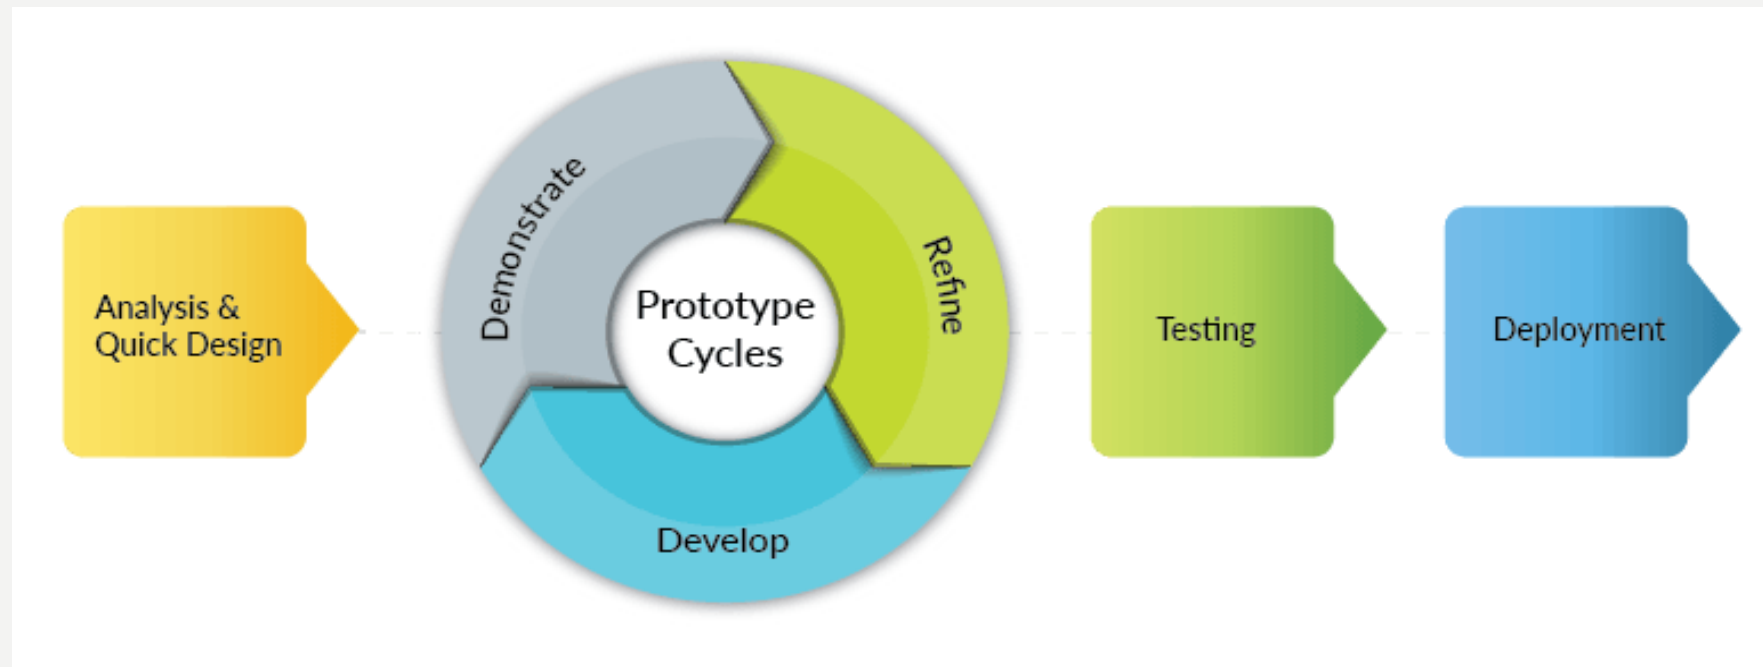 Analysis &
Quick Design
Demonstrate
Refine
Develop
Prototype
Cycles
Testing
Deployment